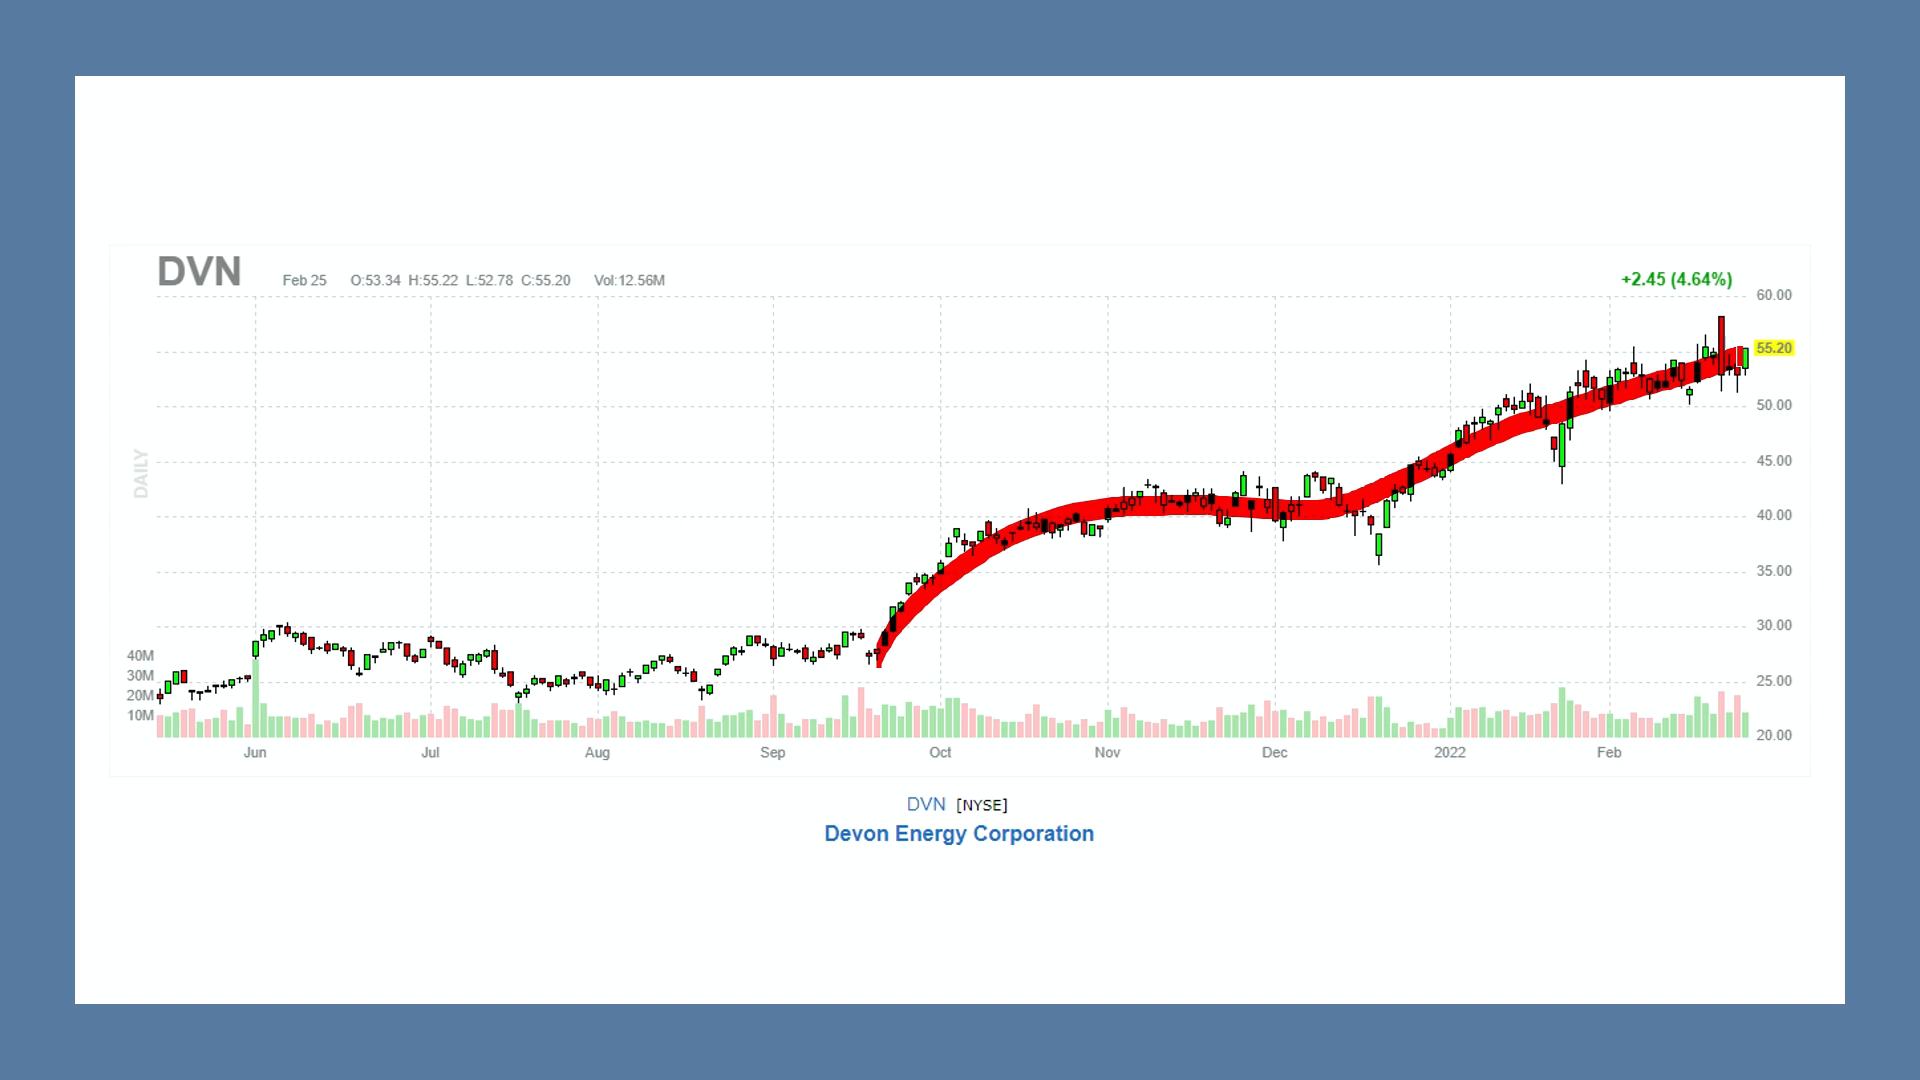 DVN Feb 25 O:53.34 H:55.22 L:52.78 C:55.20 Vol:12.56M +2.45 (4.64%)
60.00
55.20
50.00
45.00
40.00
35.00
30.00
25.00
20.00
DAILY
40M
30M
20M
10M
Jun Jul Aug Sep Oct Nov Dec 2022 Feb
DVN [NYSE]
Devon Energy Corporation